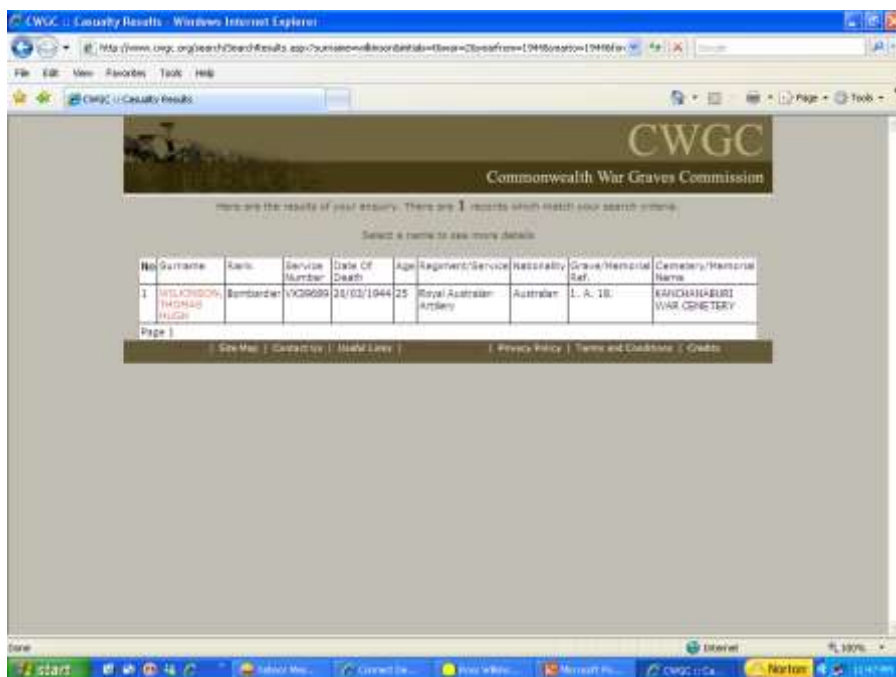 CWGC :: Casualty Results - Windows Internet Explorer
File Edit View Favorites Tools Help
CWGC :: Casualty Results
Page Tools
CWGC
Commonwealth War Graves Commission
Here are the results of your enquiry. There are 1 records which match your search criteria.
Select a name to see more details
No Surname Rank Service Number Date Of Death Age Regiment/Service Nationality Grave/Memorial Ref. Cemetery/Memorial Name
1 WILKINSON, THOMAS HUGH Bombardier 1944 25 Royal Australian Artillery Australian 1. A. 18. KANCHANABURI WAR CEMETERY
Page 1
| Site Map | Contact Us | Useful Links | | Privacy Policy | Terms and Conditions | Credits
Done Internet 100%
start Norton